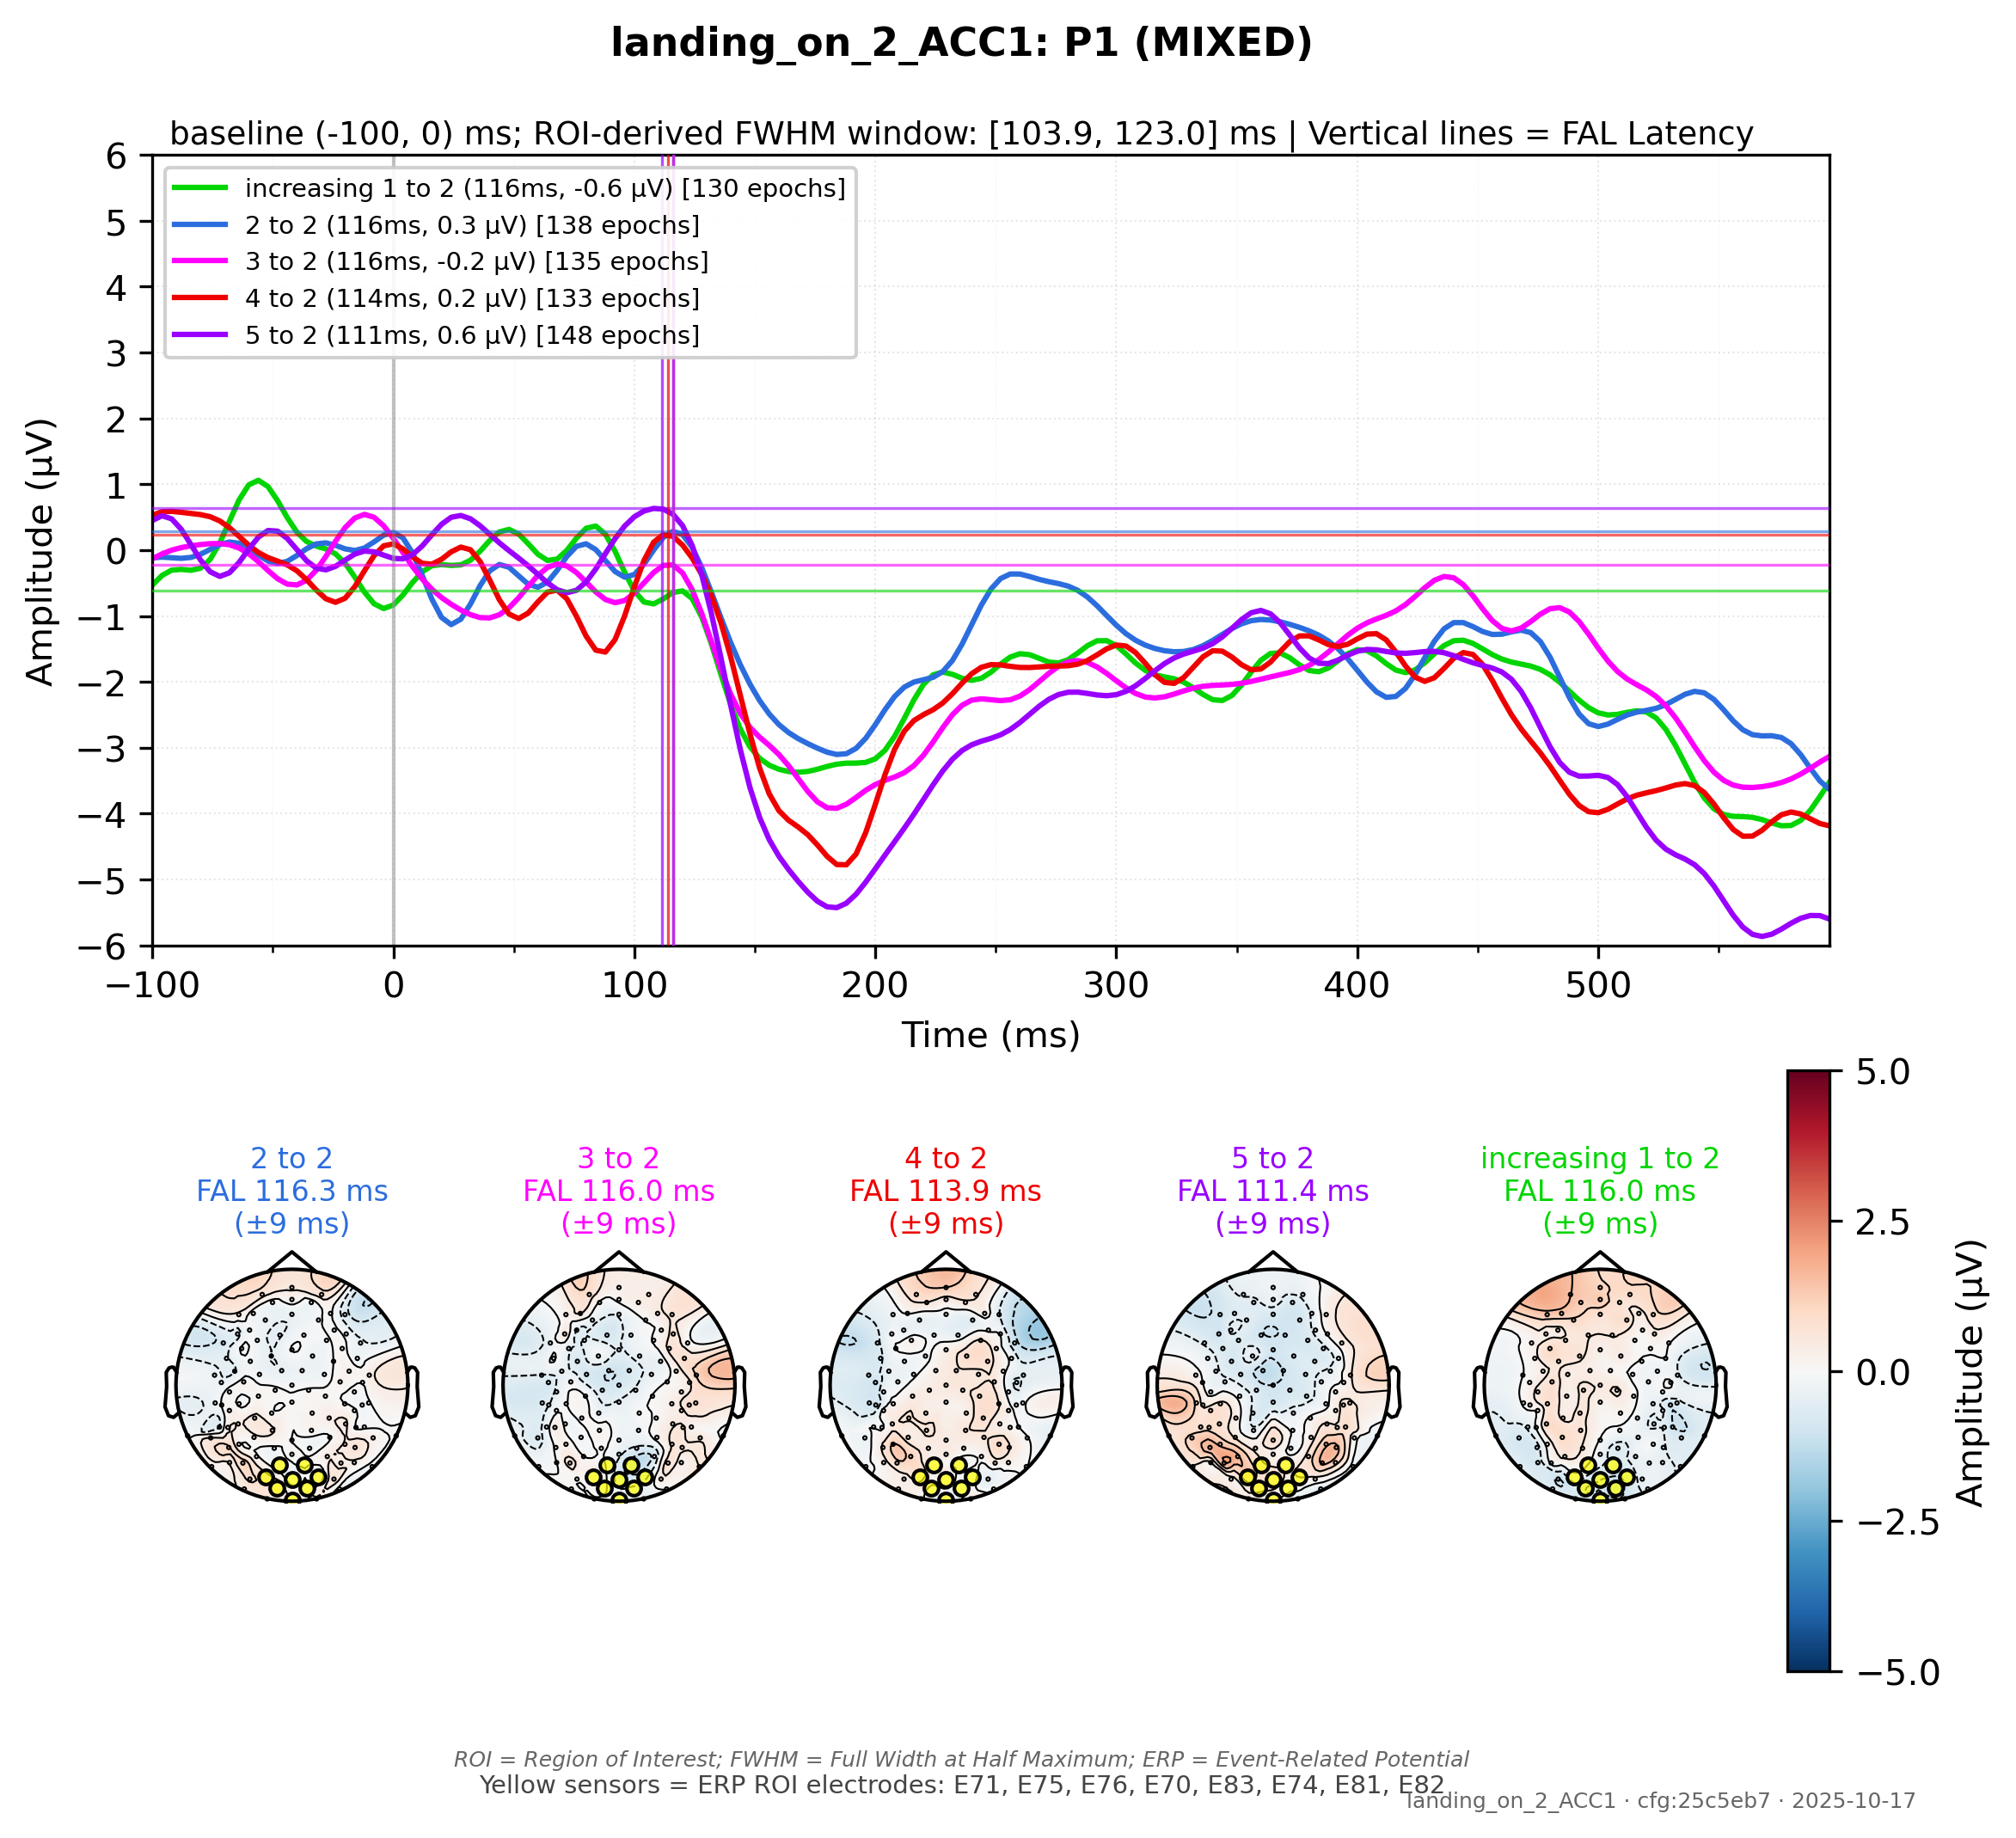 landing_on_2_ACC1: P1 (MIXED)
baseline (-100, 0) ms; ROI-derived FWHM window: [103.9, 123.0] ms | Vertical lines = FAL Latency
increasing 1 to 2 (116ms, -0.6 µV) [130 epochs]
2 to 2 (116ms, 0.3 µV) [138 epochs]
3 to 2 (116ms, -0.2 µV) [135 epochs]
4 to 2 (114ms, 0.2 µV) [133 epochs]
5 to 2 (111ms, 0.6 µV) [148 epochs]
Amplitude (µV)
6
5
4
3
2
1
0
−1
−2
−3
−4
−5
−6
−100 0 100 200 300 400 500
Time (ms)
2 to 2
FAL 116.3 ms
(±9 ms)
3 to 2
FAL 116.0 ms
(±9 ms)
4 to 2
FAL 113.9 ms
(±9 ms)
5 to 2
FAL 111.4 ms
(±9 ms)
increasing 1 to 2
FAL 116.0 ms
(±9 ms)
5.0
2.5
0.0
−2.5
−5.0
Amplitude (µV)
ROI = Region of Interest; FWHM = Full Width at Half Maximum; ERP = Event-Related Potential
Yellow sensors = ERP ROI electrodes: E71, E75, E76, E70, E83, E74, E81, E82
landing_on_2_ACC1 · cfg:25c5eb7 · 2025-10-17